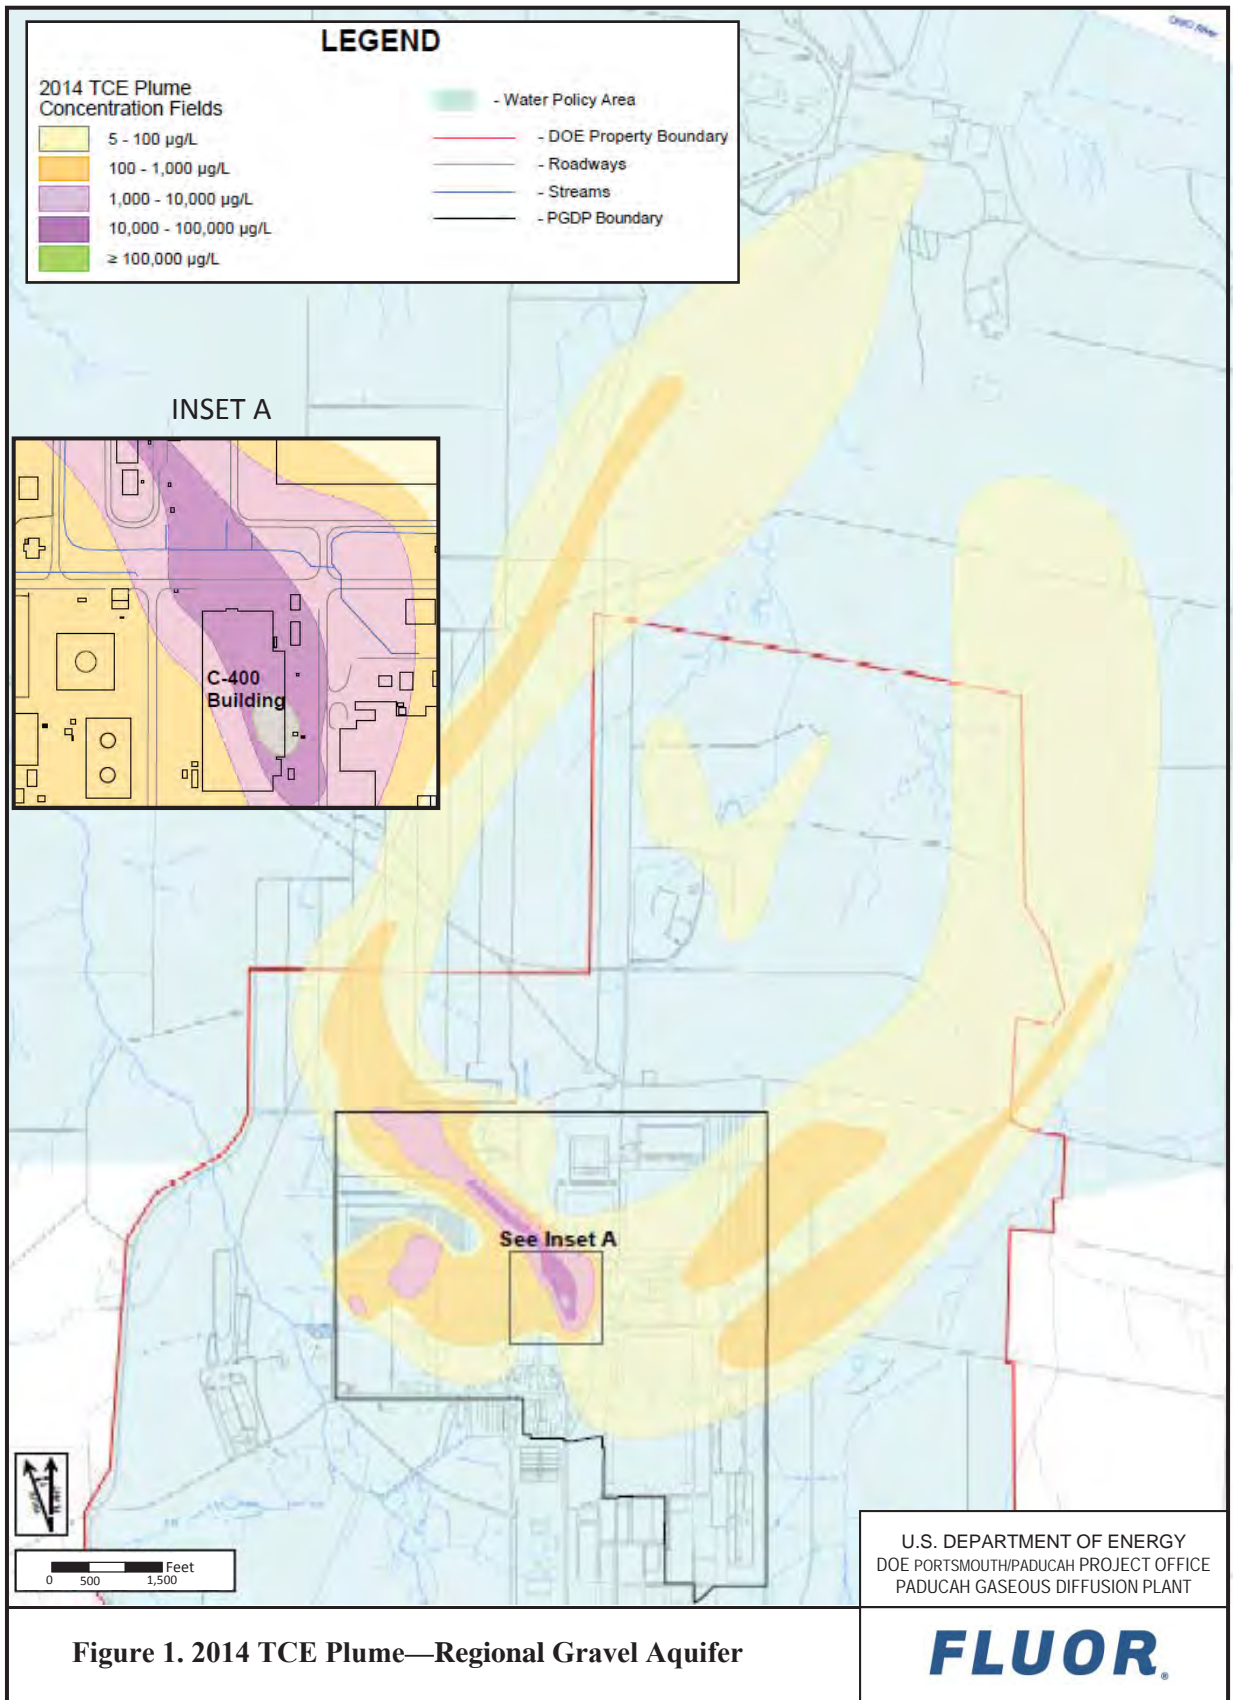 LEGEND
2014 TCE Plume
Concentration Fields
5 - 100 µg/L
100 - 1,000 µg/L
1,000 - 10,000 µg/L
10,000 - 100,000 µg/L
≥ 100,000 µg/L
- Water Policy Area
- DOE Property Boundary
- Roadways
- Streams
- PGDP Boundary
Ohio River
INSET A
C-400
Building
See Inset A
Feet
0 500 1,500
U.S. DEPARTMENT OF ENERGY
DOE PORTSMOUTH/PADUCAH PROJECT OFFICE
PADUCAH GASEOUS DIFFUSION PLANT
Figure 1. 2014 TCE Plume—Regional Gravel Aquifer
FLUOR®